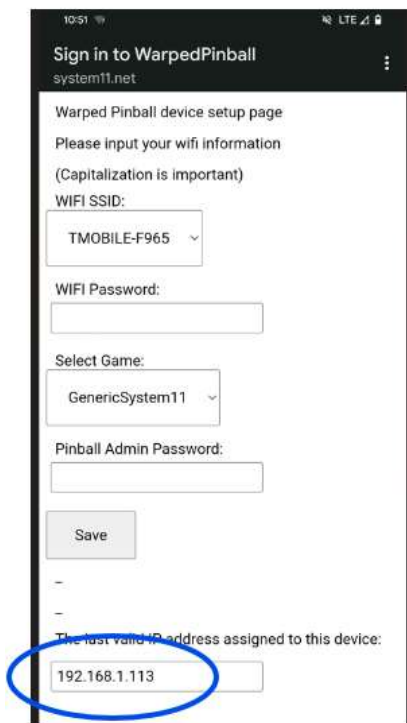 10:51
LTE
Sign in to WarpedPinball
system11.net
Warped Pinball device setup page
Please input your wifi information
(Capitalization is important)
WIFI SSID:
TMOBILE-F965
WIFI Password:
Select Game:
GenericSystem11
Pinball Admin Password:
Save
–
–
The last valid IP address assigned to this device:
192.168.1.113